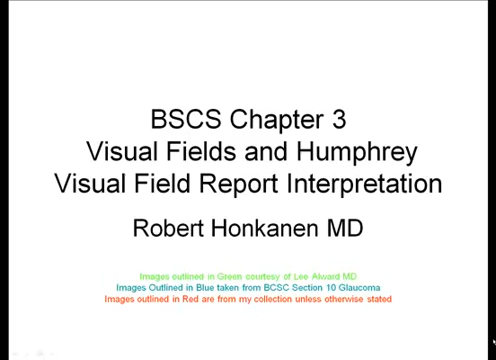 BSCS Chapter 3
Visual Fields and Humphrey
Visual Field Report Interpretation
Robert Honkanen MD
Images outlined in Green courtesy of Lee Alward MD
Images Outlined in Blue taken from BCSC Section 10 Glaucoma
Images outlined in Red are from my collection unless otherwise stated